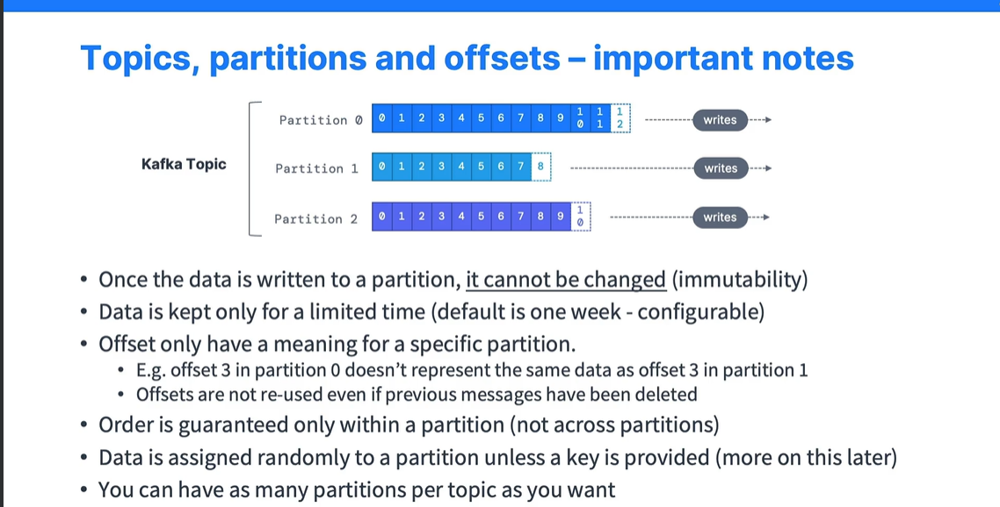 Topics, partitions and offsets – important notes
Kafka Topic
Partition 0 0 1 2 3 4 5 6 7 8 9 10 11 12 writes
Partition 1 0 1 2 3 4 5 6 7 8 writes
Partition 2 0 1 2 3 4 5 6 7 8 9 10 writes
• Once the data is written to a partition, it cannot be changed (immutability)
• Data is kept only for a limited time (default is one week - configurable)
• Offset only have a meaning for a specific partition.
• E.g. offset 3 in partition 0 doesn’t represent the same data as offset 3 in partition 1
• Offsets are not re-used even if previous messages have been deleted
• Order is guaranteed only within a partition (not across partitions)
• Data is assigned randomly to a partition unless a key is provided (more on this later)
• You can have as many partitions per topic as you want